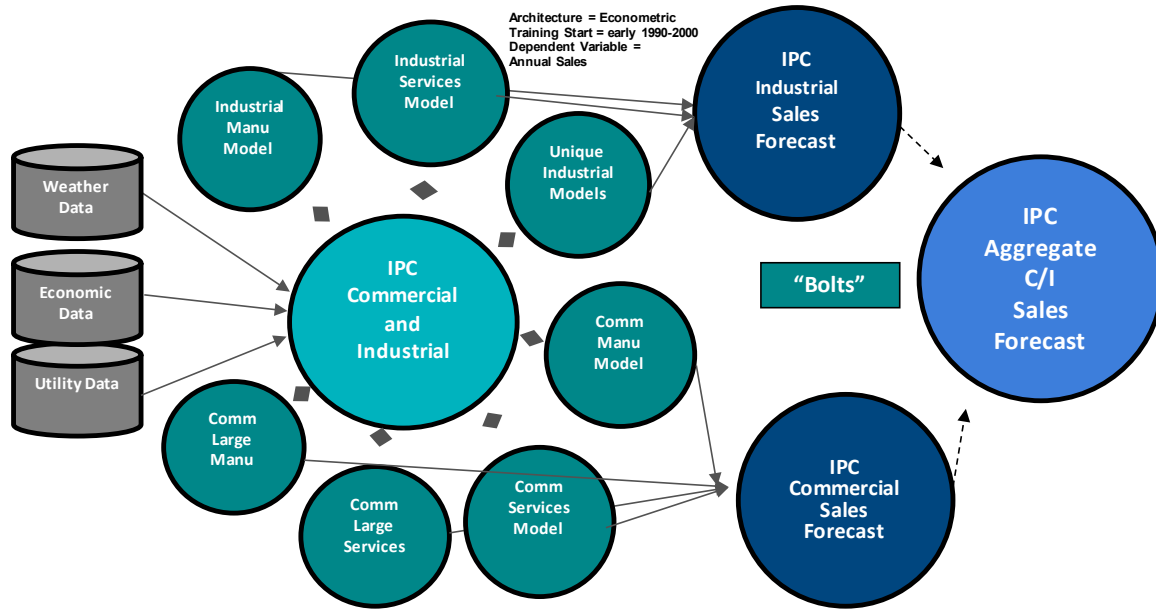 Architecture = Econometric
Training Start = early 1990-2000
Dependent Variable =
Annual Sales
Industrial
Services
Model
IPC
Industrial
Sales
Forecast
Industrial
Manu
Model
Unique
Industrial
Models
Weather
Data
Economic
Data
Utility Data
IPC
Commercial
and
Industrial
"Bolts"
IPC
Aggregate
C/I
Sales
Forecast
Comm
Manu
Model
Comm
Large
Manu
Comm
Large
Services
Comm
Services
Model
IPC
Commercial
Sales
Forecast